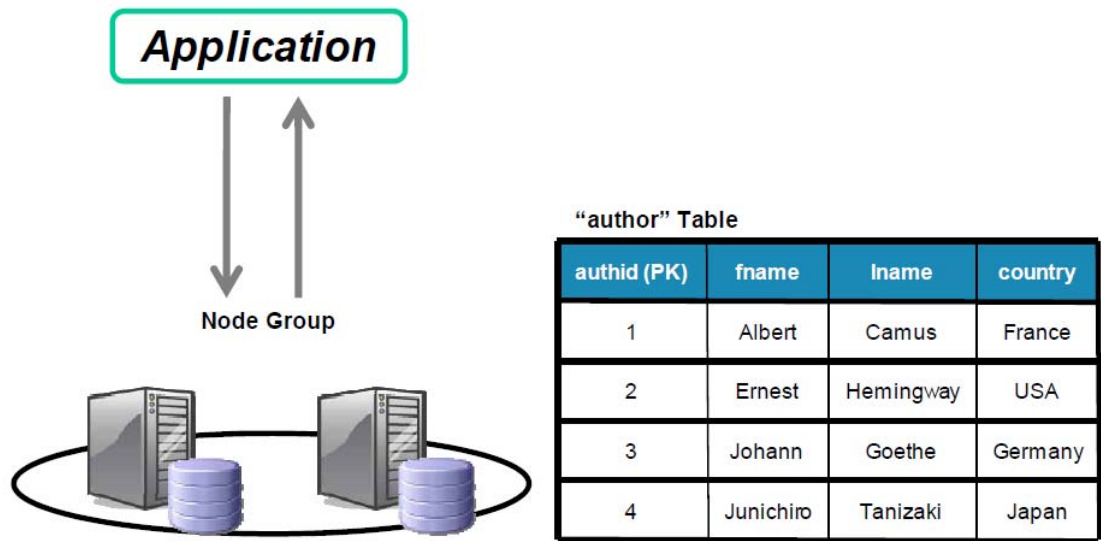 Application
Node Group
“author” Table
authid (PK) fname lname country
1 Albert Camus France
2 Ernest Hemingway USA
3 Johann Goethe Germany
4 Junichiro Tanizaki Japan